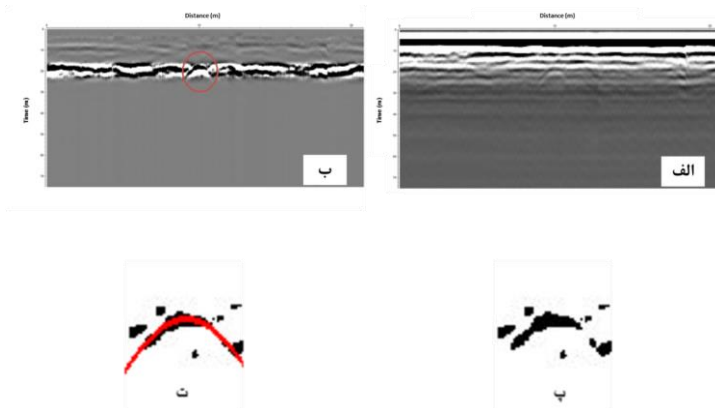 Distance (m)
Distance (m)
Time (ns)
Time (ns)
ب
الف
ت
پ